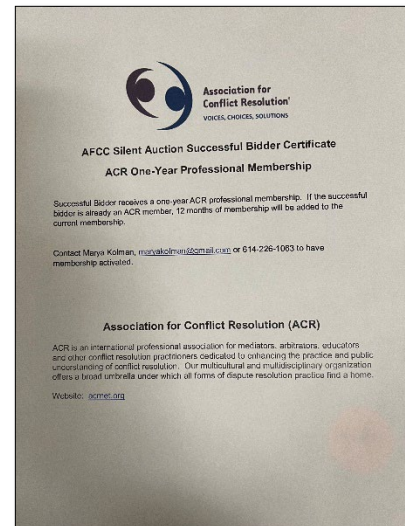 Association for
Conflict Resolution
VOICES, CHOICES, SOLUTIONS
AFCC Silent Auction Successful Bidder Certificate
ACR One-Year Professional Membership
Successful Bidder receives a one-year ACR professional membership. If the successful
bidder is already an ACR member, 12 months of membership will be added to the
current membership.
Contact Marya Kolman, maryakolman@gmail.com or 614-226-1063 to have
membership activated.
Association for Conflict Resolution (ACR)
ACR is an international professional association for mediators, arbitrators, educators
and other conflict resolution practitioners dedicated to enhancing the practice and public
understanding of conflict resolution. Our multicultural and multidisciplinary organization
offers a broad umbrella under which all forms of dispute resolution practice find a home.
Website: acrnet.org